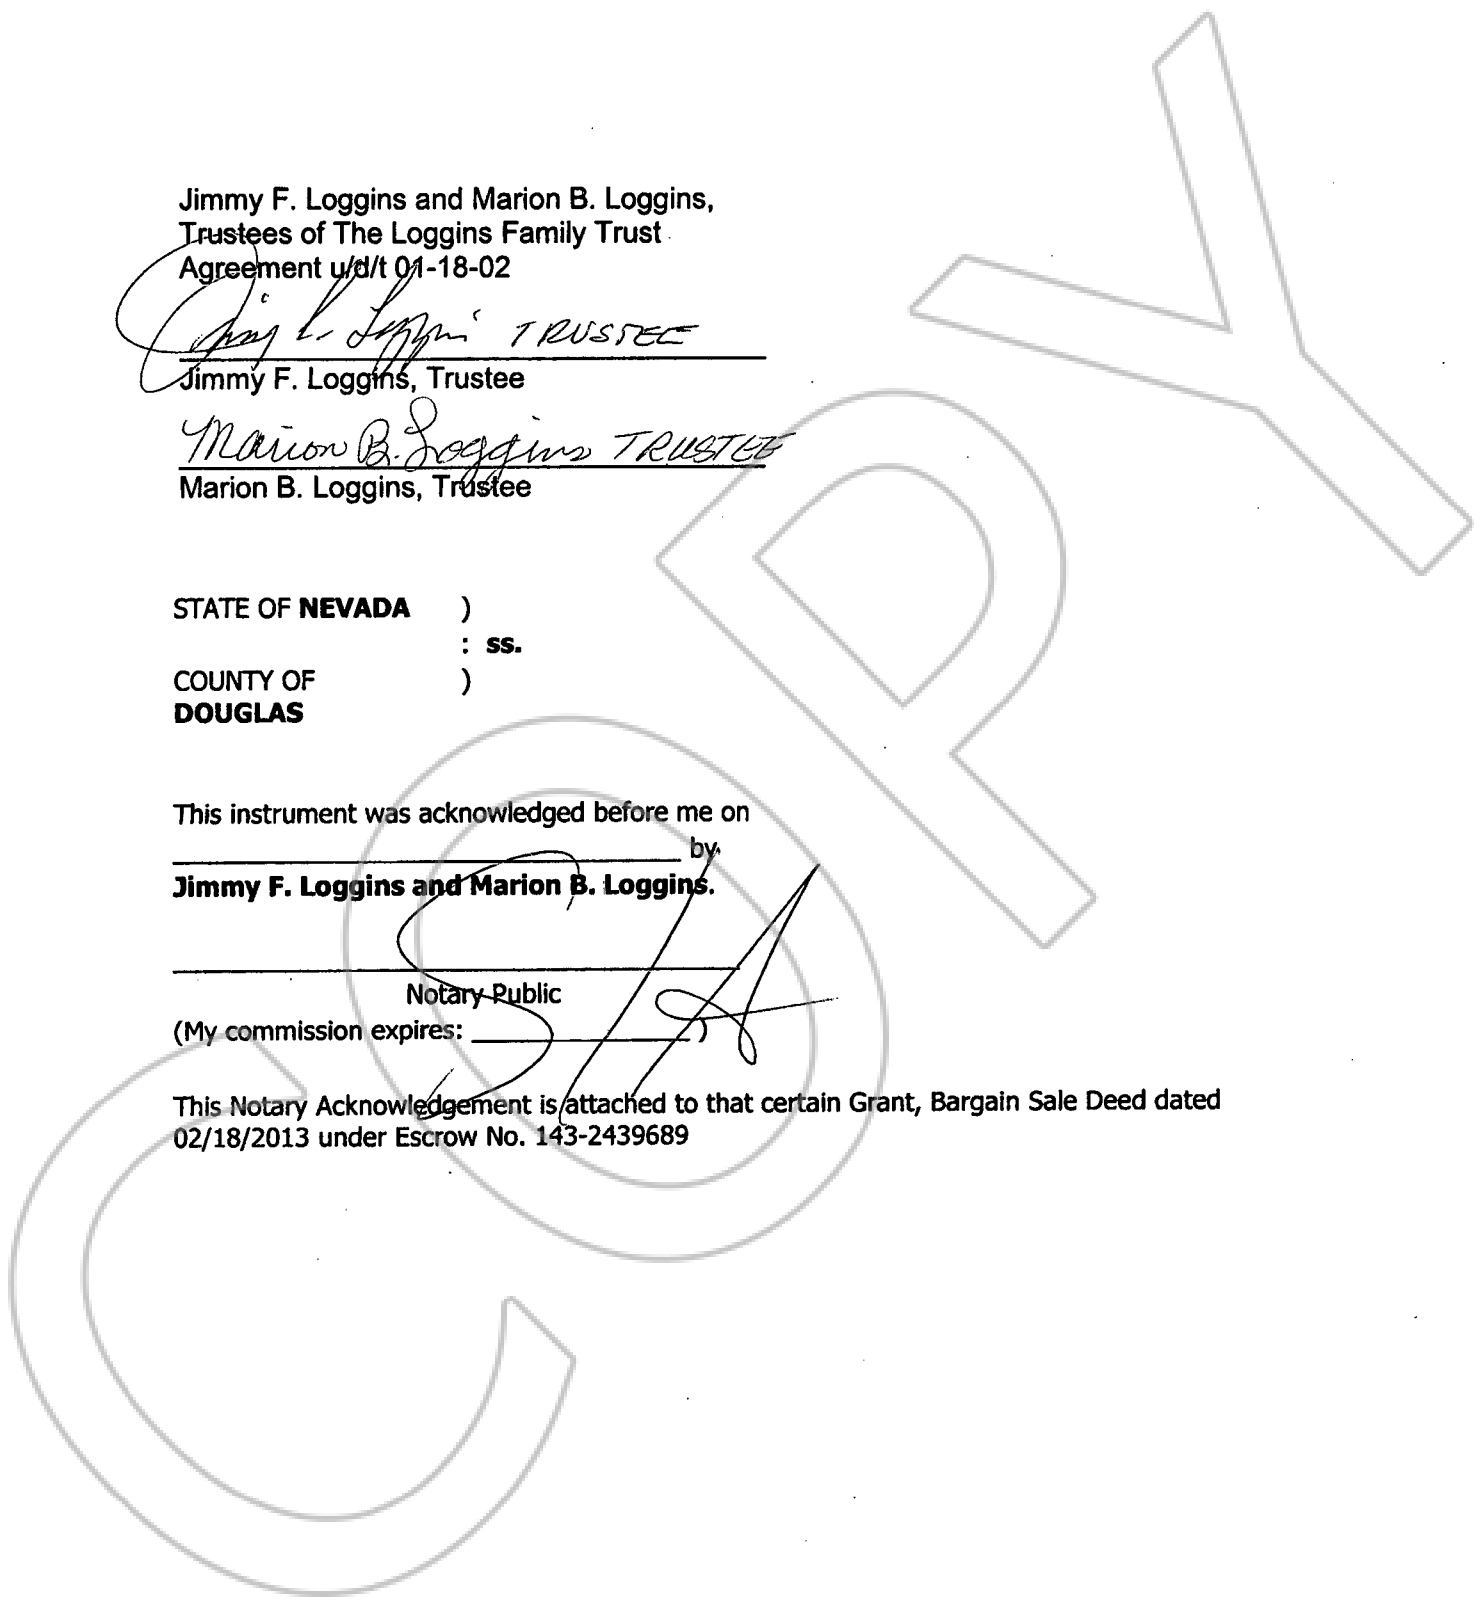 Jimmy F. Loggins and Marion B. Loggins,
Trustees of The Loggins Family Trust
Agreement u/d/t 01-18-02
TRUSTEE
Jimmy F. Loggins, Trustee
Marion B. Loggins TRUSTEE
Marion B. Loggins, Trustee
STATE OF NEVADA )
: ss.
COUNTY OF )
DOUGLAS
This instrument was acknowledged before me on
by
Jimmy F. Loggins and Marion B. Loggins.
Notary Public
(My commission expires: )
This Notary Acknowledgement is attached to that certain Grant, Bargain Sale Deed dated
02/18/2013 under Escrow No. 143-2439689
COPY